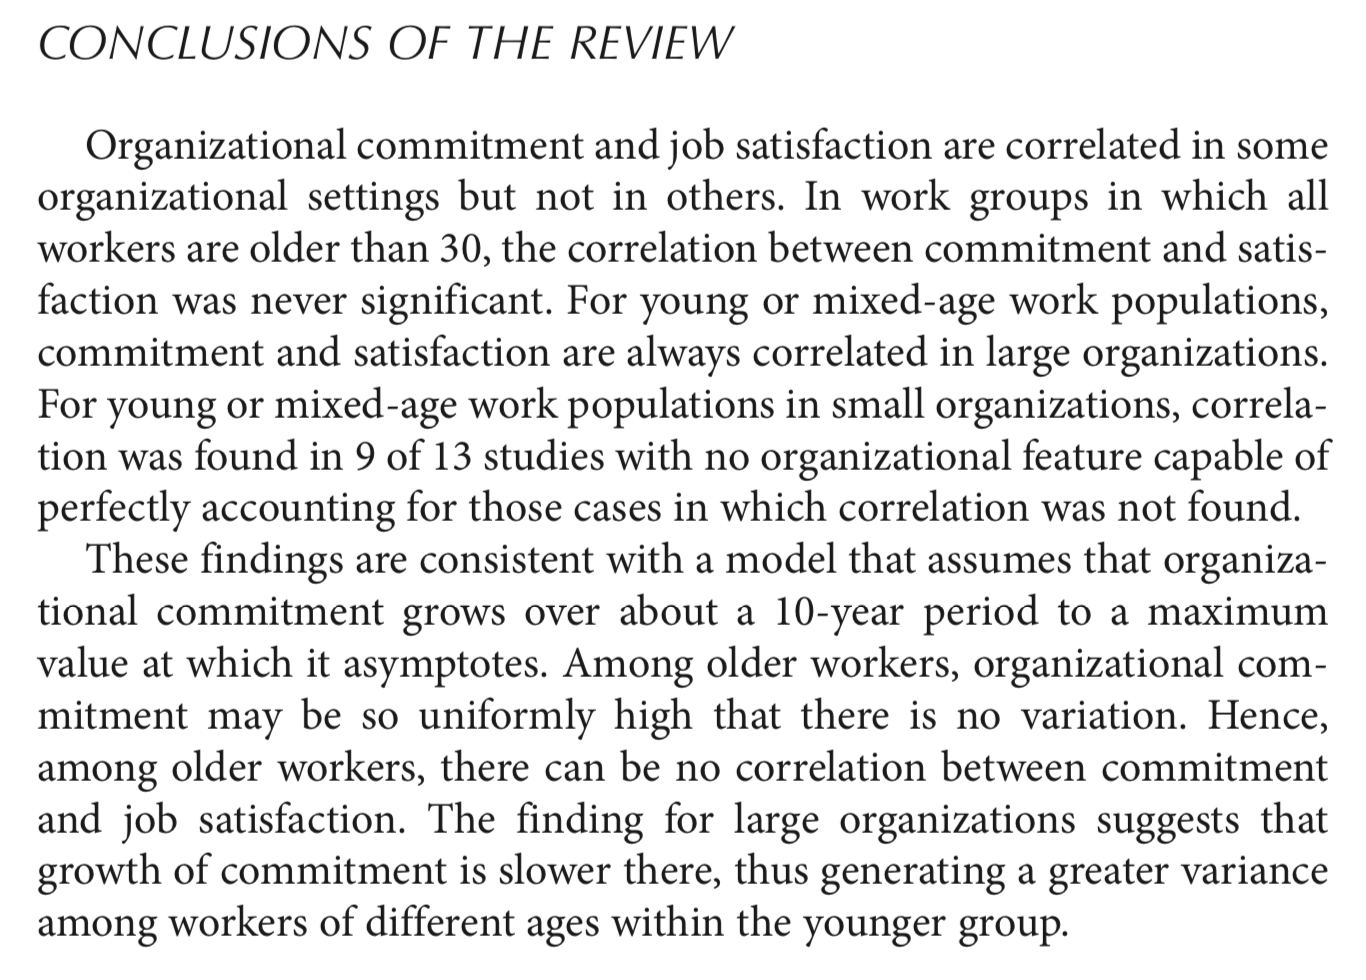 CONCLUSIONS OF THE REVIEW
Organizational commitment and job satisfaction are correlated in some
organizational settings but not in others. In work groups in which all
workers are older than 30, the correlation between commitment and satis-
faction was never significant. For young or mixed-age work populations,
commitment and satisfaction are always correlated in large organizations.
For young or mixed-age work populations in small organizations, correla-
tion was found in 9 of 13 studies with no organizational feature capable of
perfectly accounting for those cases in which correlation was not found.
These findings are consistent with a model that assumes that organiza-
tional commitment grows over about a 10-year period to a maximum
value at which it asymptotes. Among older workers, organizational com-
mitment may be so uniformly high that there is no variation. Hence,
among older workers, there can be no correlation between commitment
and job satisfaction. The finding for large organizations suggests that
growth of commitment is slower there, thus generating a greater variance
among workers of different ages within the younger group.